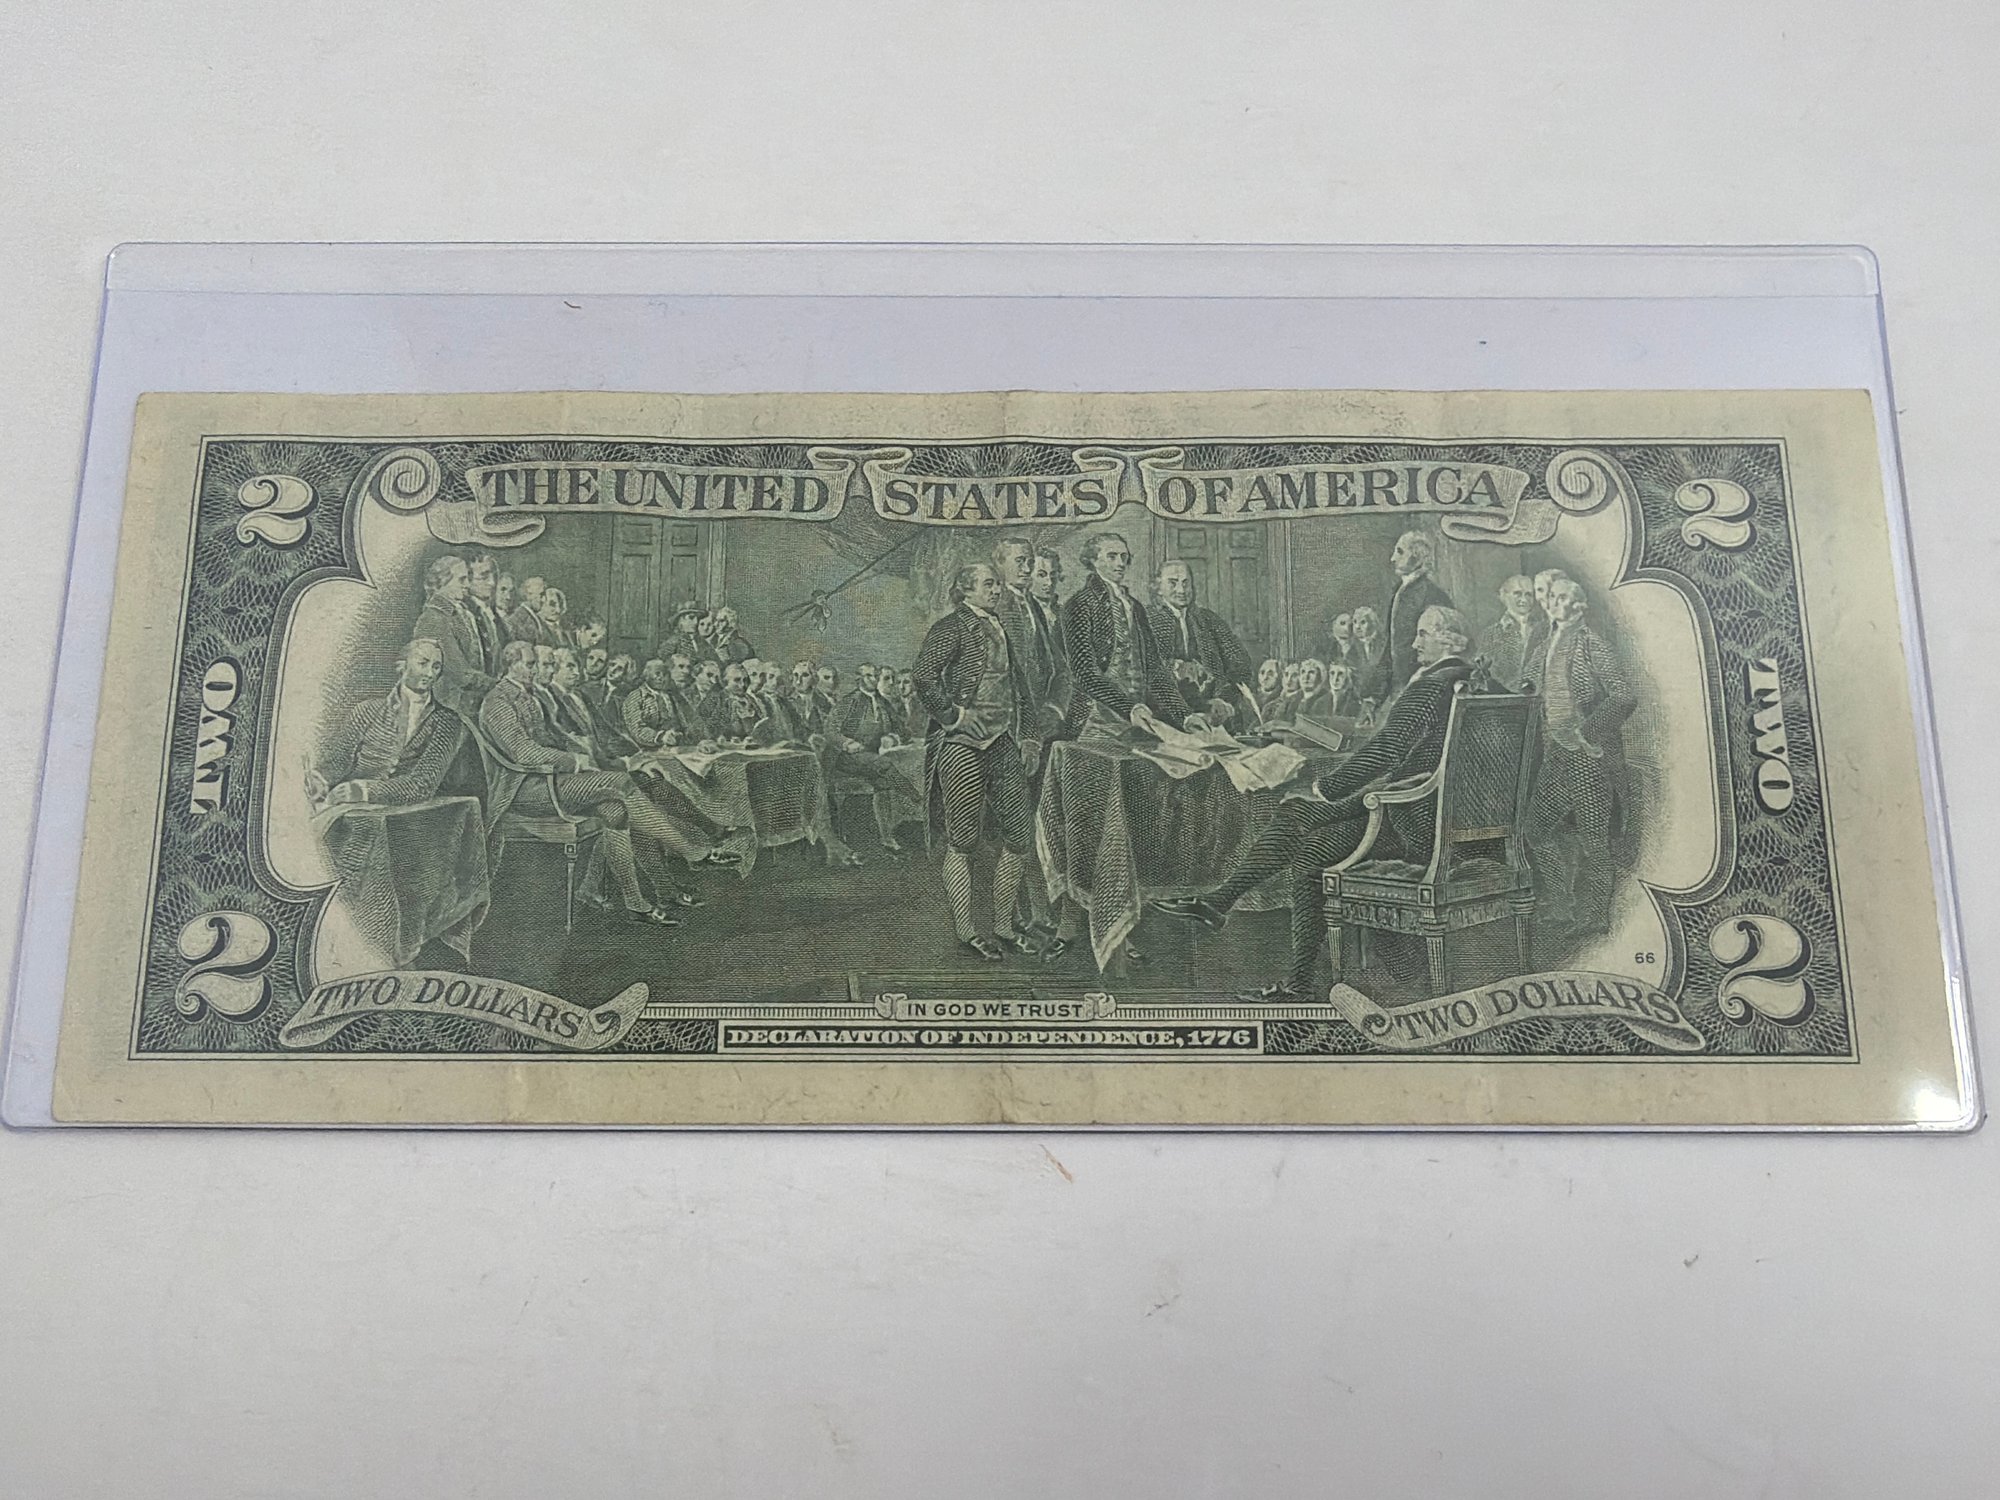 THE UNITED STATES OF AMERICA
2
2
TWO
TWO
2
2
66
TWO DOLLARS
TWO DOLLARS
IN GOD WE TRUST
DECLARATION OF INDEPENDENCE, 1776